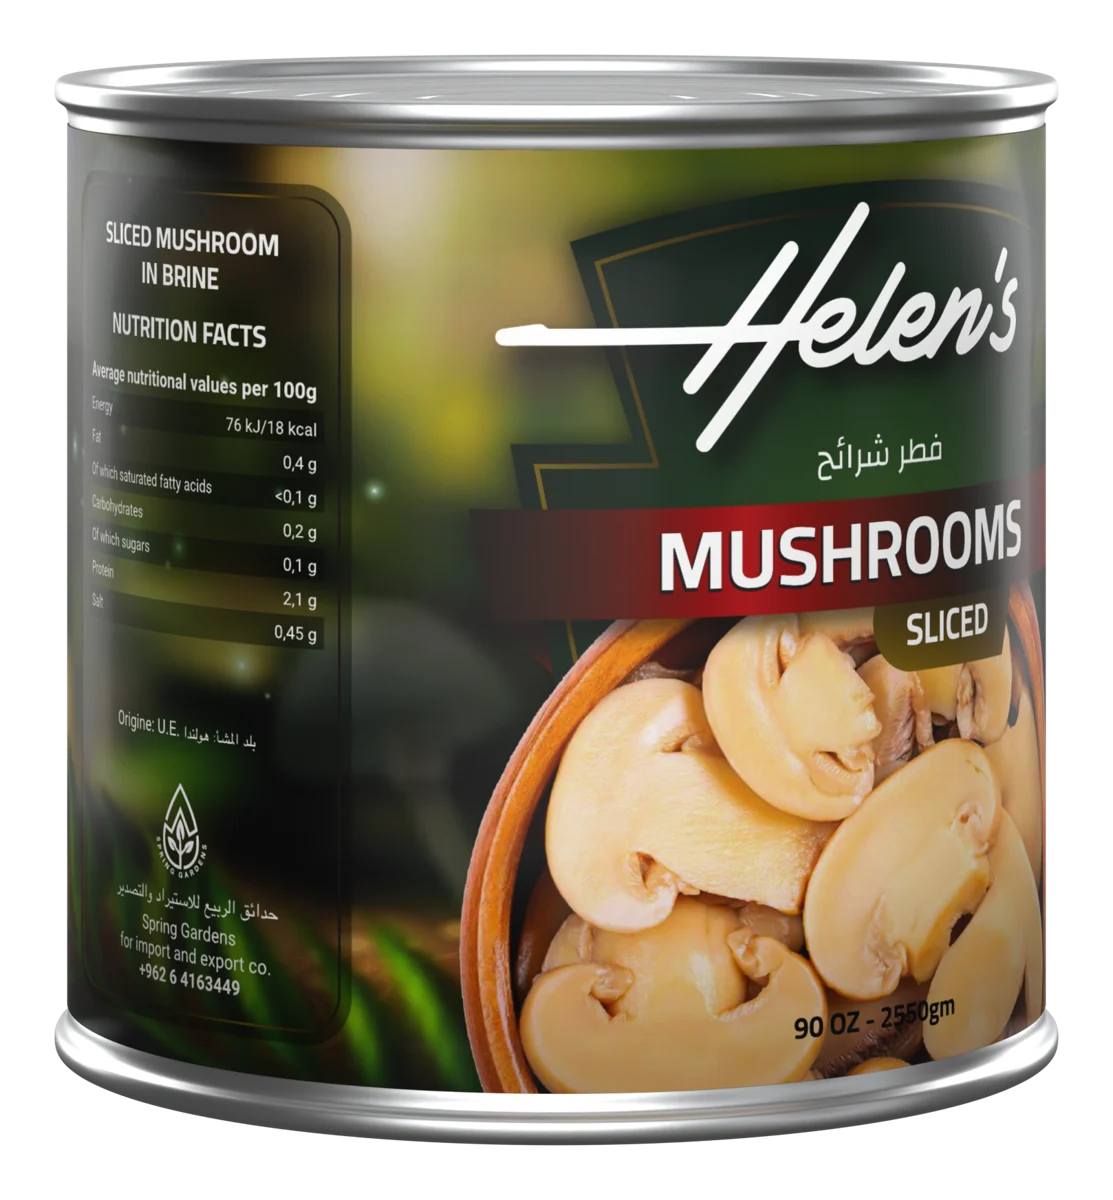 SLICED MUSHROOM
IN BRINE
NUTRITION FACTS
Average nutritional values per 100g
Energy
76 kJ/18 kcal
Fat
0,4 g
Of which saturated fatty acids
<0,1 g
Carbohydrates
0,2 g
Of which sugars
0,1 g
Protein
2,1 g
Salt
0,45 g
Origine: U.E. بلد المنشأ: هولندا
SPRING GARDENS
حدائق الربيع للاستيراد والتصدير
Spring Gardens
for import and export co.
+962 6 4163449
Helen's
فطر شرائح
MUSHROOMS
SLICED
90 OZ - 2550gm